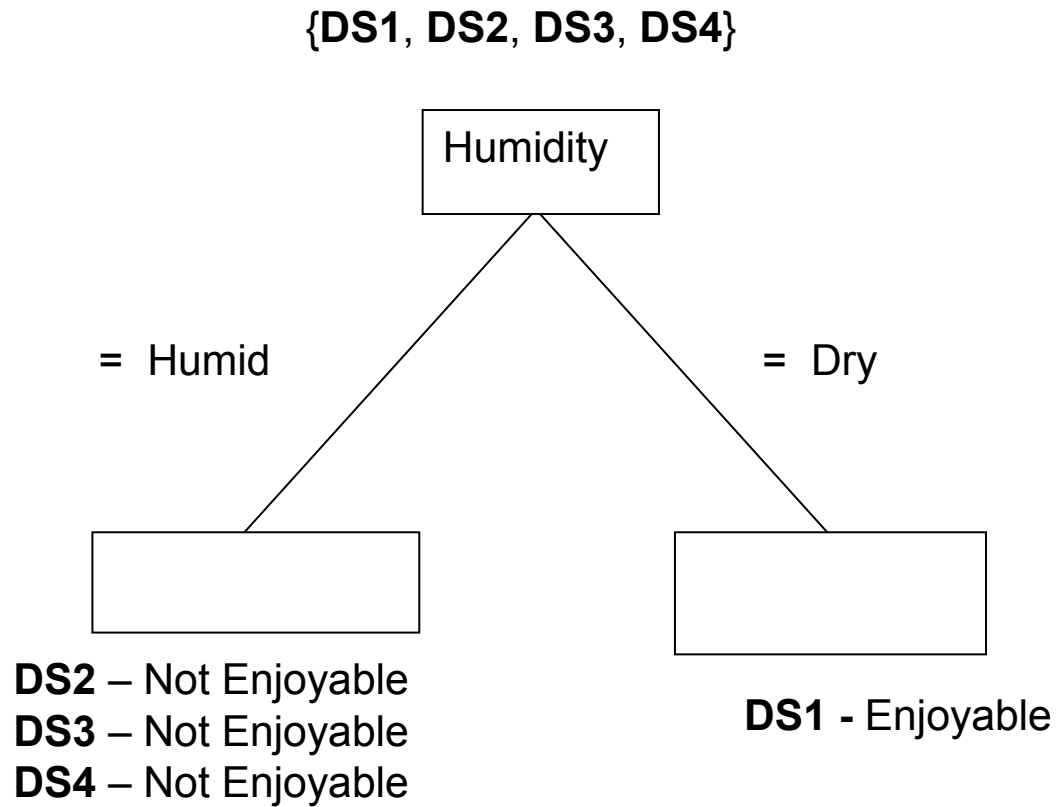 {DS1, DS2, DS3, DS4}
Humidity
= Humid
= Dry
DS2 – Not Enjoyable
DS3 – Not Enjoyable
DS4 – Not Enjoyable
DS1 - Enjoyable